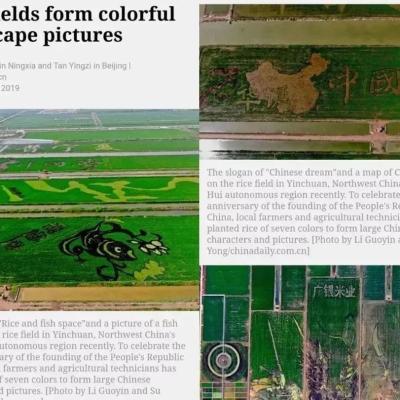 elds form colorful
cape pictures
in Ningxia and Tan Yingzi in Beijing |
cn
2019
中國
The slogan of "Chinese dream"and a map of C
on the rice field in Yinchuan, Northwest China
Hui autonomous region recently. To celebrate
anniversary of the founding of the People's Re
China, local farmers and agricultural technici
planted rice of seven colors to form large Chin
characters and pictures. [Photo by Li Guoyin a
Yong/chinadaily.com.cn]
广银米业
"Rice and fish space"and a picture of a fish
rice field in Yinchuan, Northwest China's
utonomous region recently. To celebrate the
ary of the founding of the People's Republic
l farmers and agricultural technicians has
f seven colors to form large Chinese
d pictures. [Photo by Li Guoyin and Su